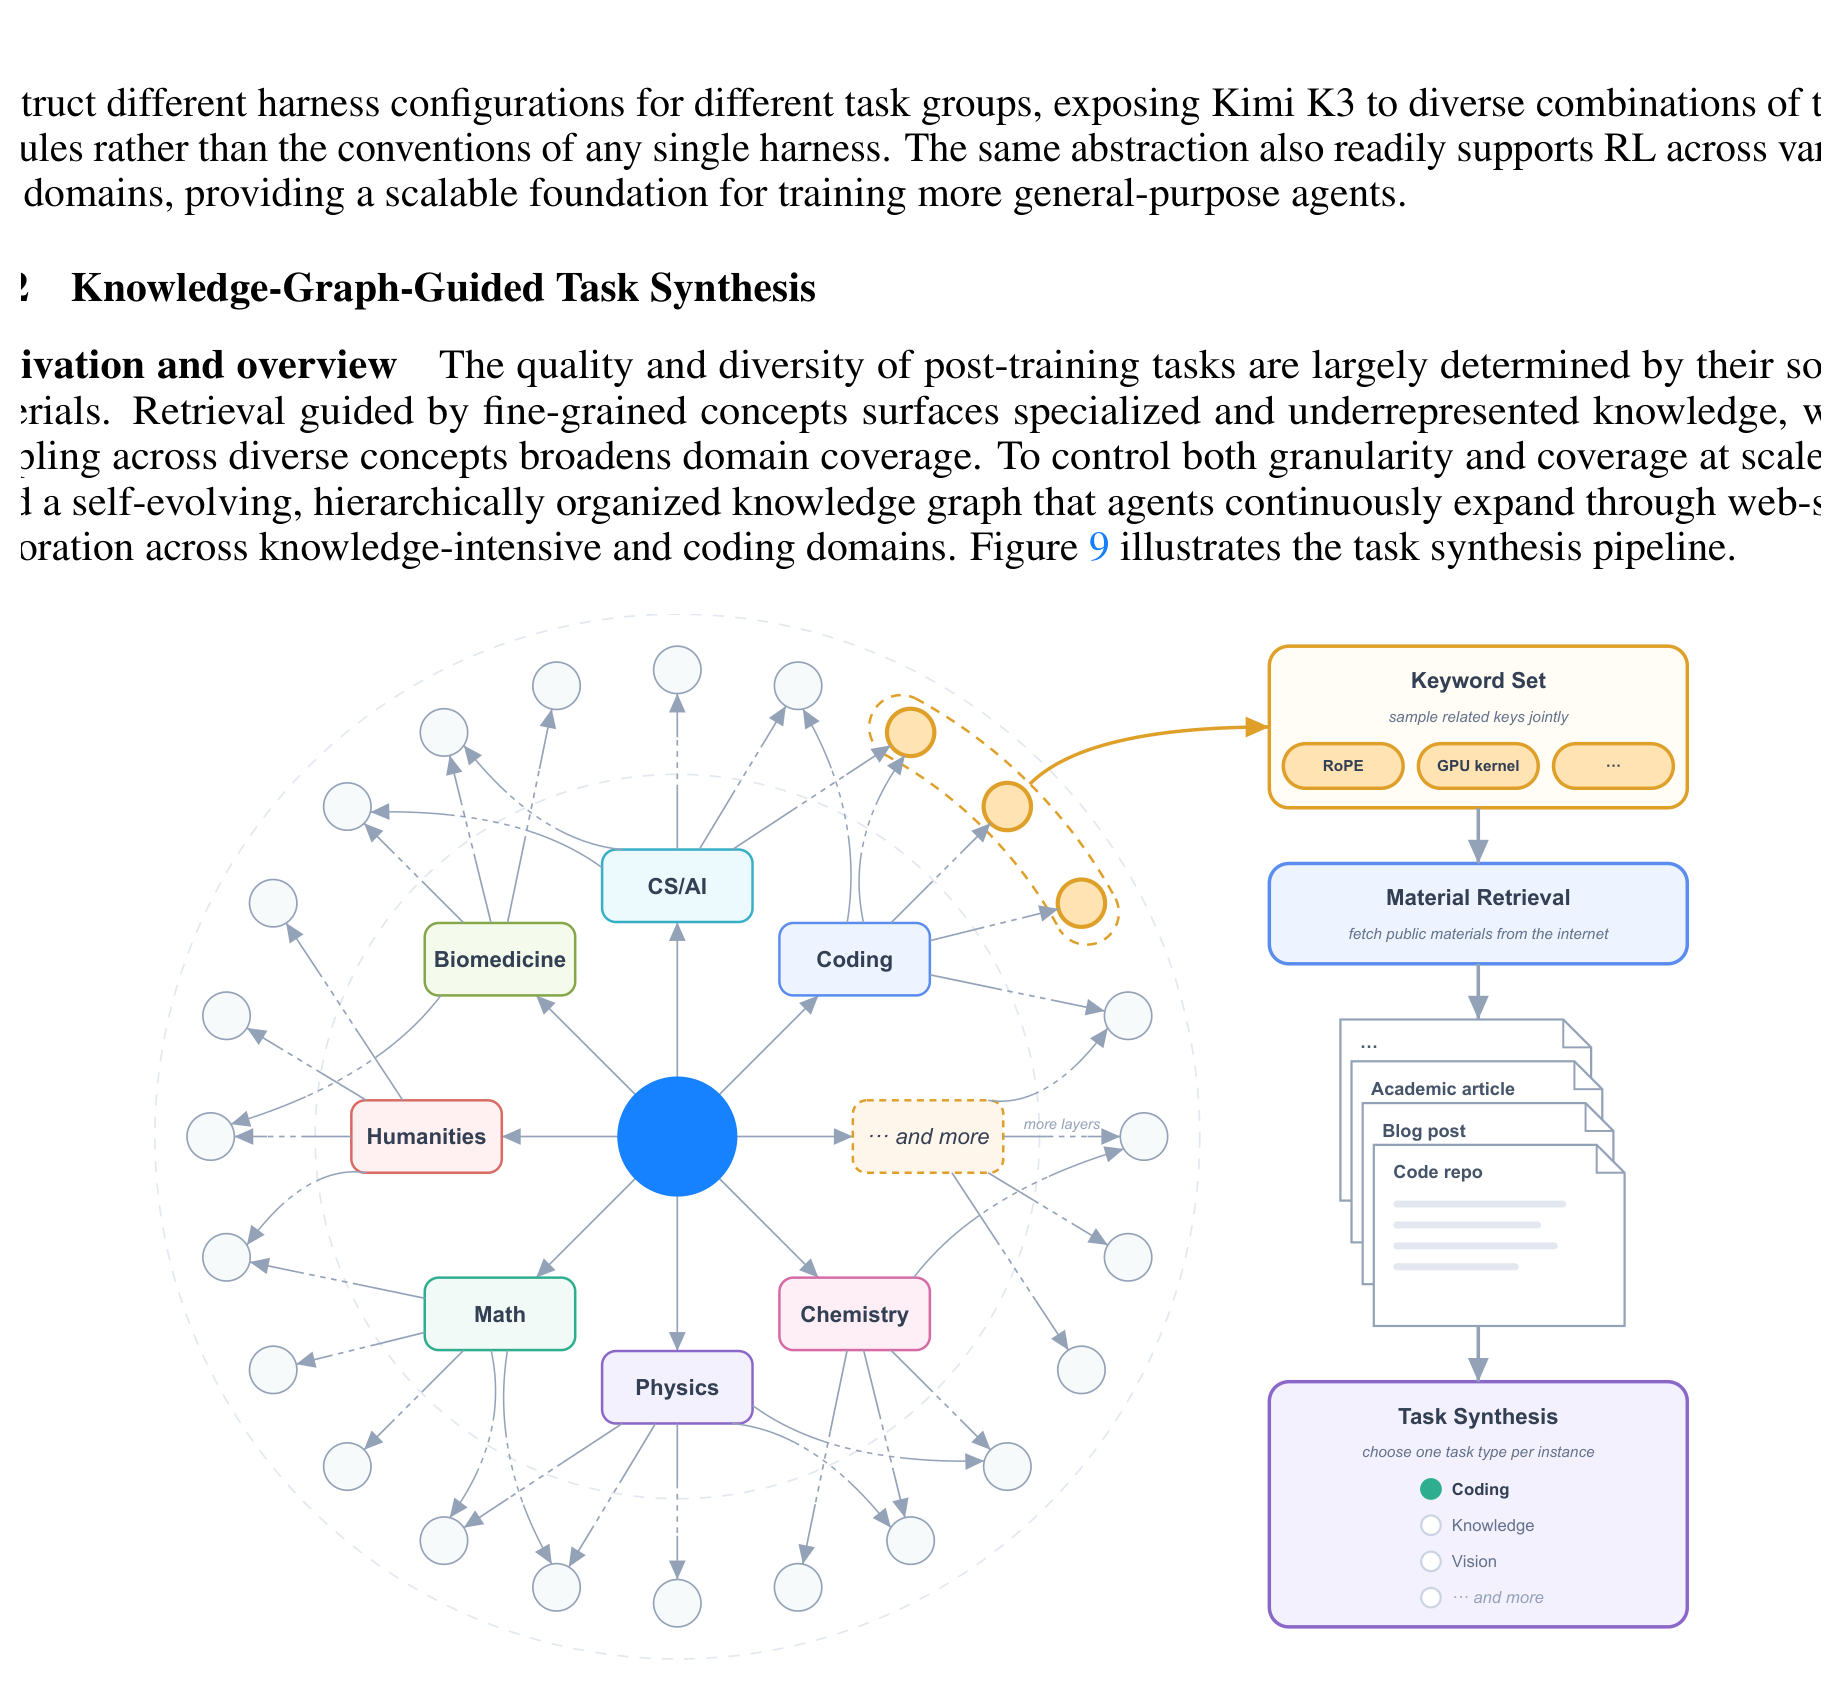 truct different harness configurations for different task groups, exposing Kimi K3 to diverse combinations of t
ules rather than the conventions of any single harness. The same abstraction also readily supports RL across var
domains, providing a scalable foundation for training more general-purpose agents.
2 Knowledge-Graph-Guided Task Synthesis
ivation and overview The quality and diversity of post-training tasks are largely determined by their so
erials. Retrieval guided by fine-grained concepts surfaces specialized and underrepresented knowledge, w
pling across diverse concepts broadens domain coverage. To control both granularity and coverage at scale
d a self-evolving, hierarchically organized knowledge graph that agents continuously expand through web-s
oration across knowledge-intensive and coding domains. Figure 9 illustrates the task synthesis pipeline.
CS/AI
Biomedicine
Coding
Humanities
··· and more
more layers
Math
Chemistry
Physics
Keyword Set
sample related keys jointly
RoPE
GPU kernel
···
Material Retrieval
fetch public materials from the internet
...
Academic article
Blog post
Code repo
Task Synthesis
choose one task type per instance
Coding
Knowledge
Vision
··· and more